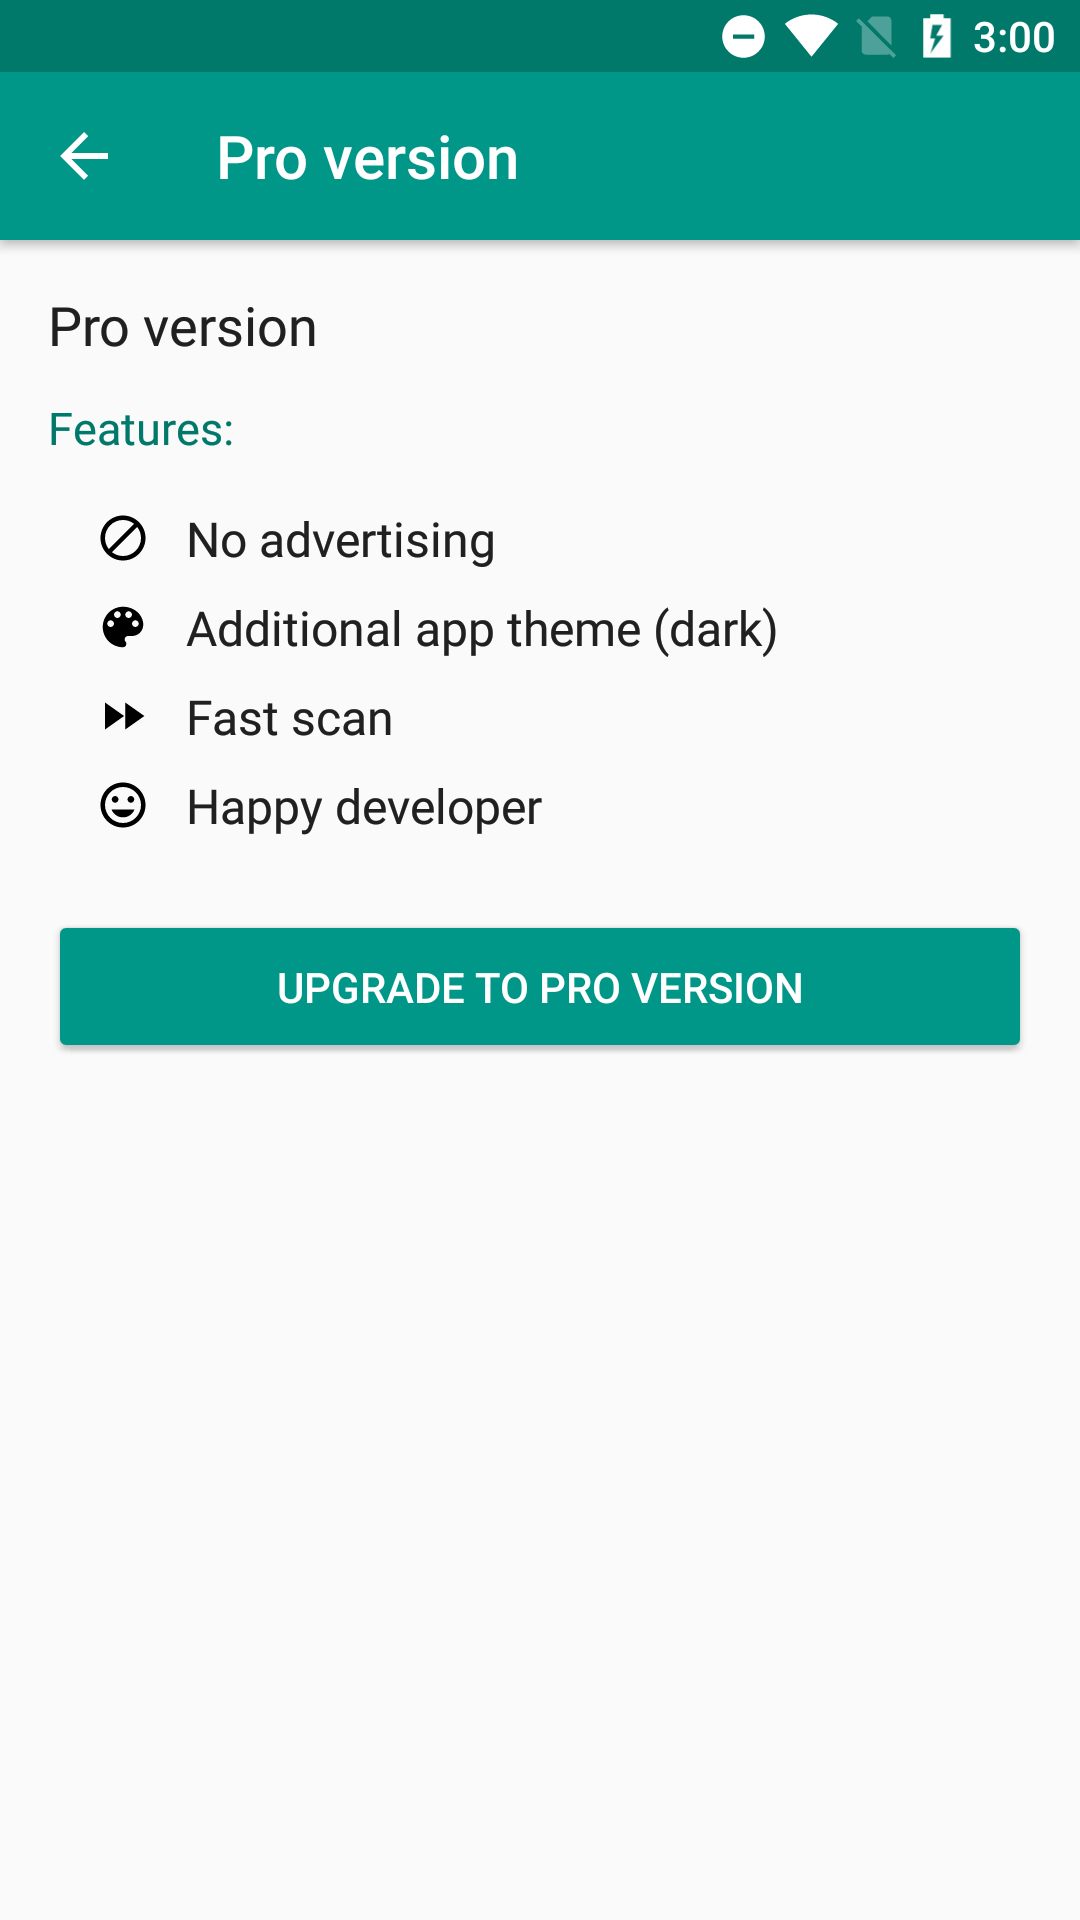 3:00
Pro version
Pro version
Features:
No advertising
Additional app theme (dark)
Fast scan
Happy developer
UPGRADE TO PRO VERSION